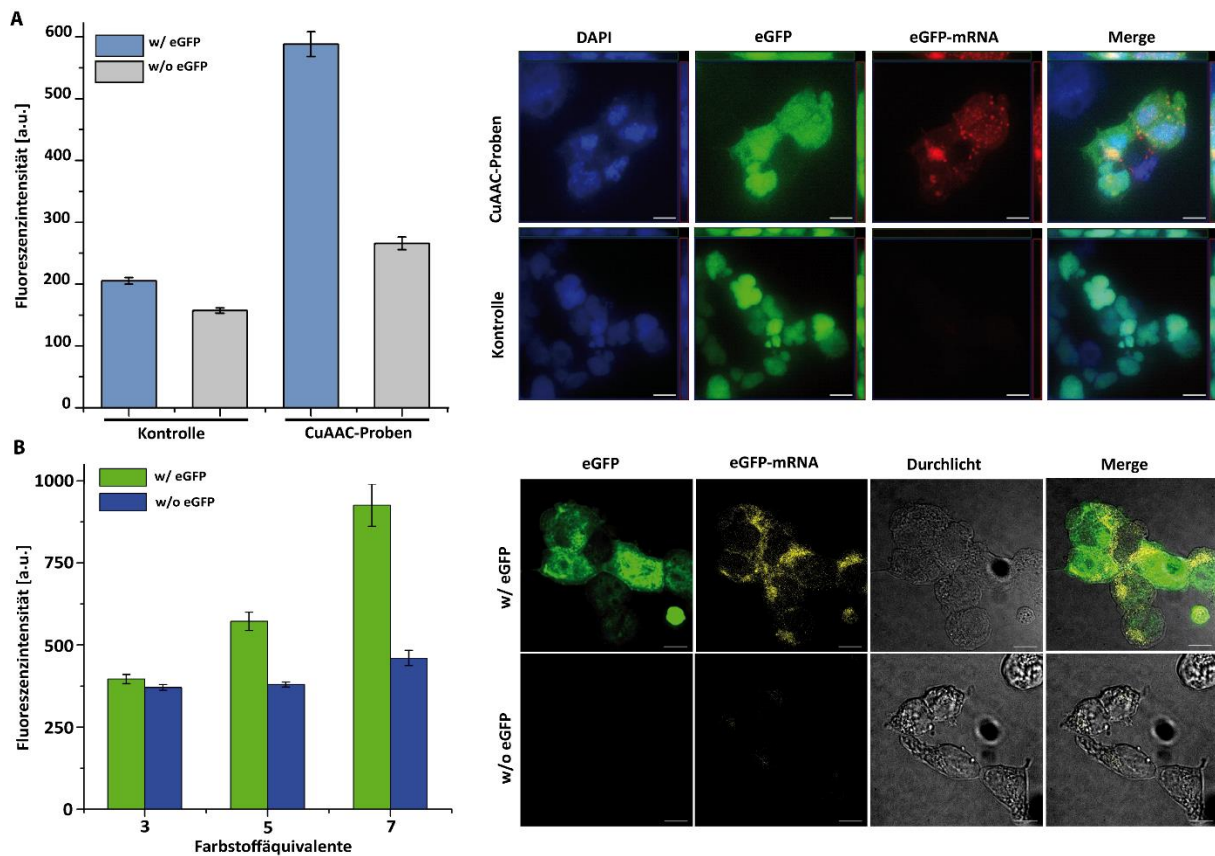 A
Fluoreszenzintensität [a.u.]
600
500
400
300
200
100
0
w/ eGFP
w/o eGFP
Kontrolle
CuAAC-Proben
DAPI
eGFP
eGFP-mRNA
Merge
CuAAC-Proben
Kontrolle
B
Fluoreszenzintensität [a.u.]
1000
750
500
250
0
w/ eGFP
w/o eGFP
3
5
7
Farbstoffäquivalente
eGFP
eGFP-mRNA
Durchlicht
Merge
w/ eGFP
w/o eGFP